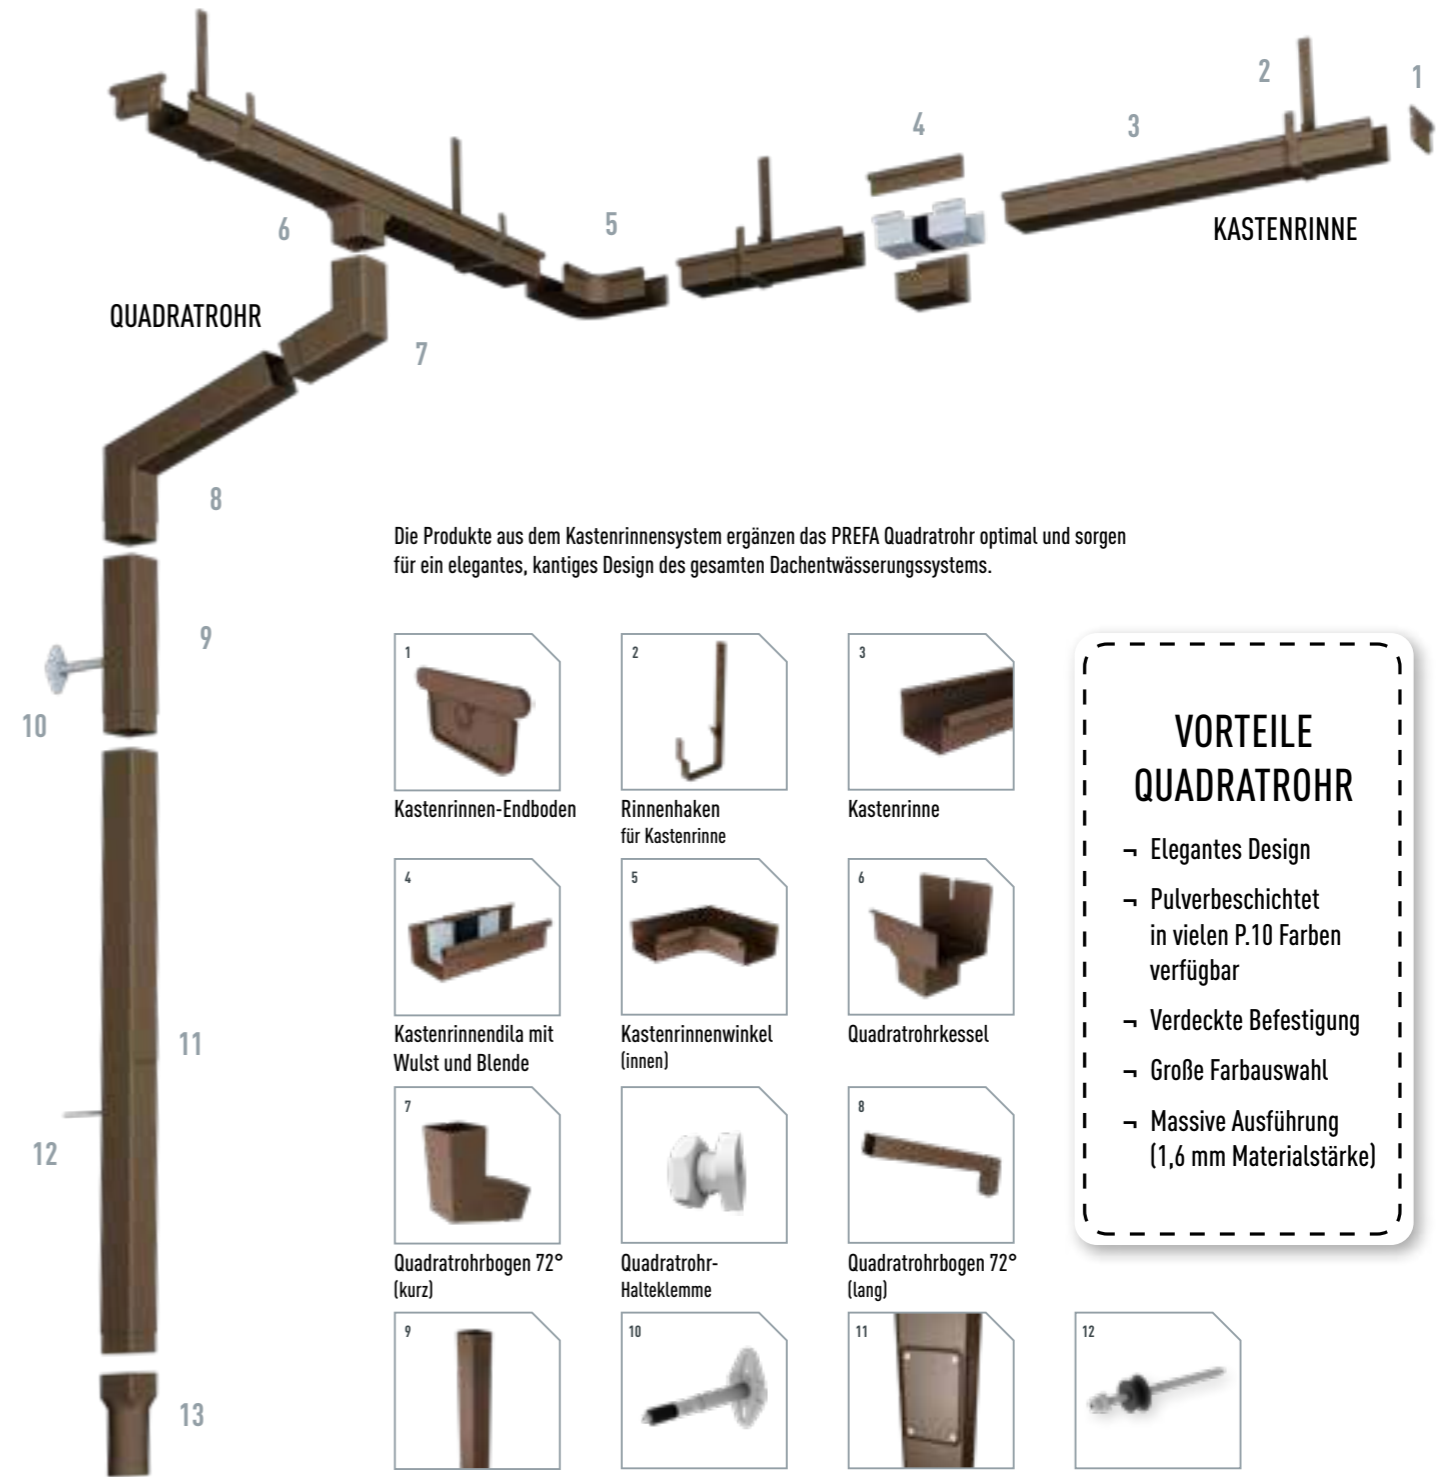 2
1
4
3
6
5
KASTENRINNE
QUADRATROHR
7
8
Die Produkte aus dem Kastenrinnensystem ergänzen das PREFA Quadratrohr optimal und sorgen
für ein elegantes, kantiges Design des gesamten Dachentwässerungssystems.
9
10
11
12
13
1
Kastenrinnen-Endboden
2
Rinnenhaken
für Kastenrinne
3
Kastenrinne
4
Kastenrinnendila mit
Wulst und Blende
5
Kastenrinnenwinkel
(innen)
6
Quadratrohrkessel
7
Quadratrohrbogen 72°
(kurz)
Quadratrohr-
Halteklemme
8
Quadratrohrbogen 72°
(lang)
9
10
11
12
VORTEILE
QUADRATROHR
¬ Elegantes Design
¬ Pulverbeschichtet
in vielen P.10 Farben
verfügbar
¬ Verdeckte Befestigung
¬ Große Farbauswahl
¬ Massive Ausführung
(1,6 mm Materialstärke)